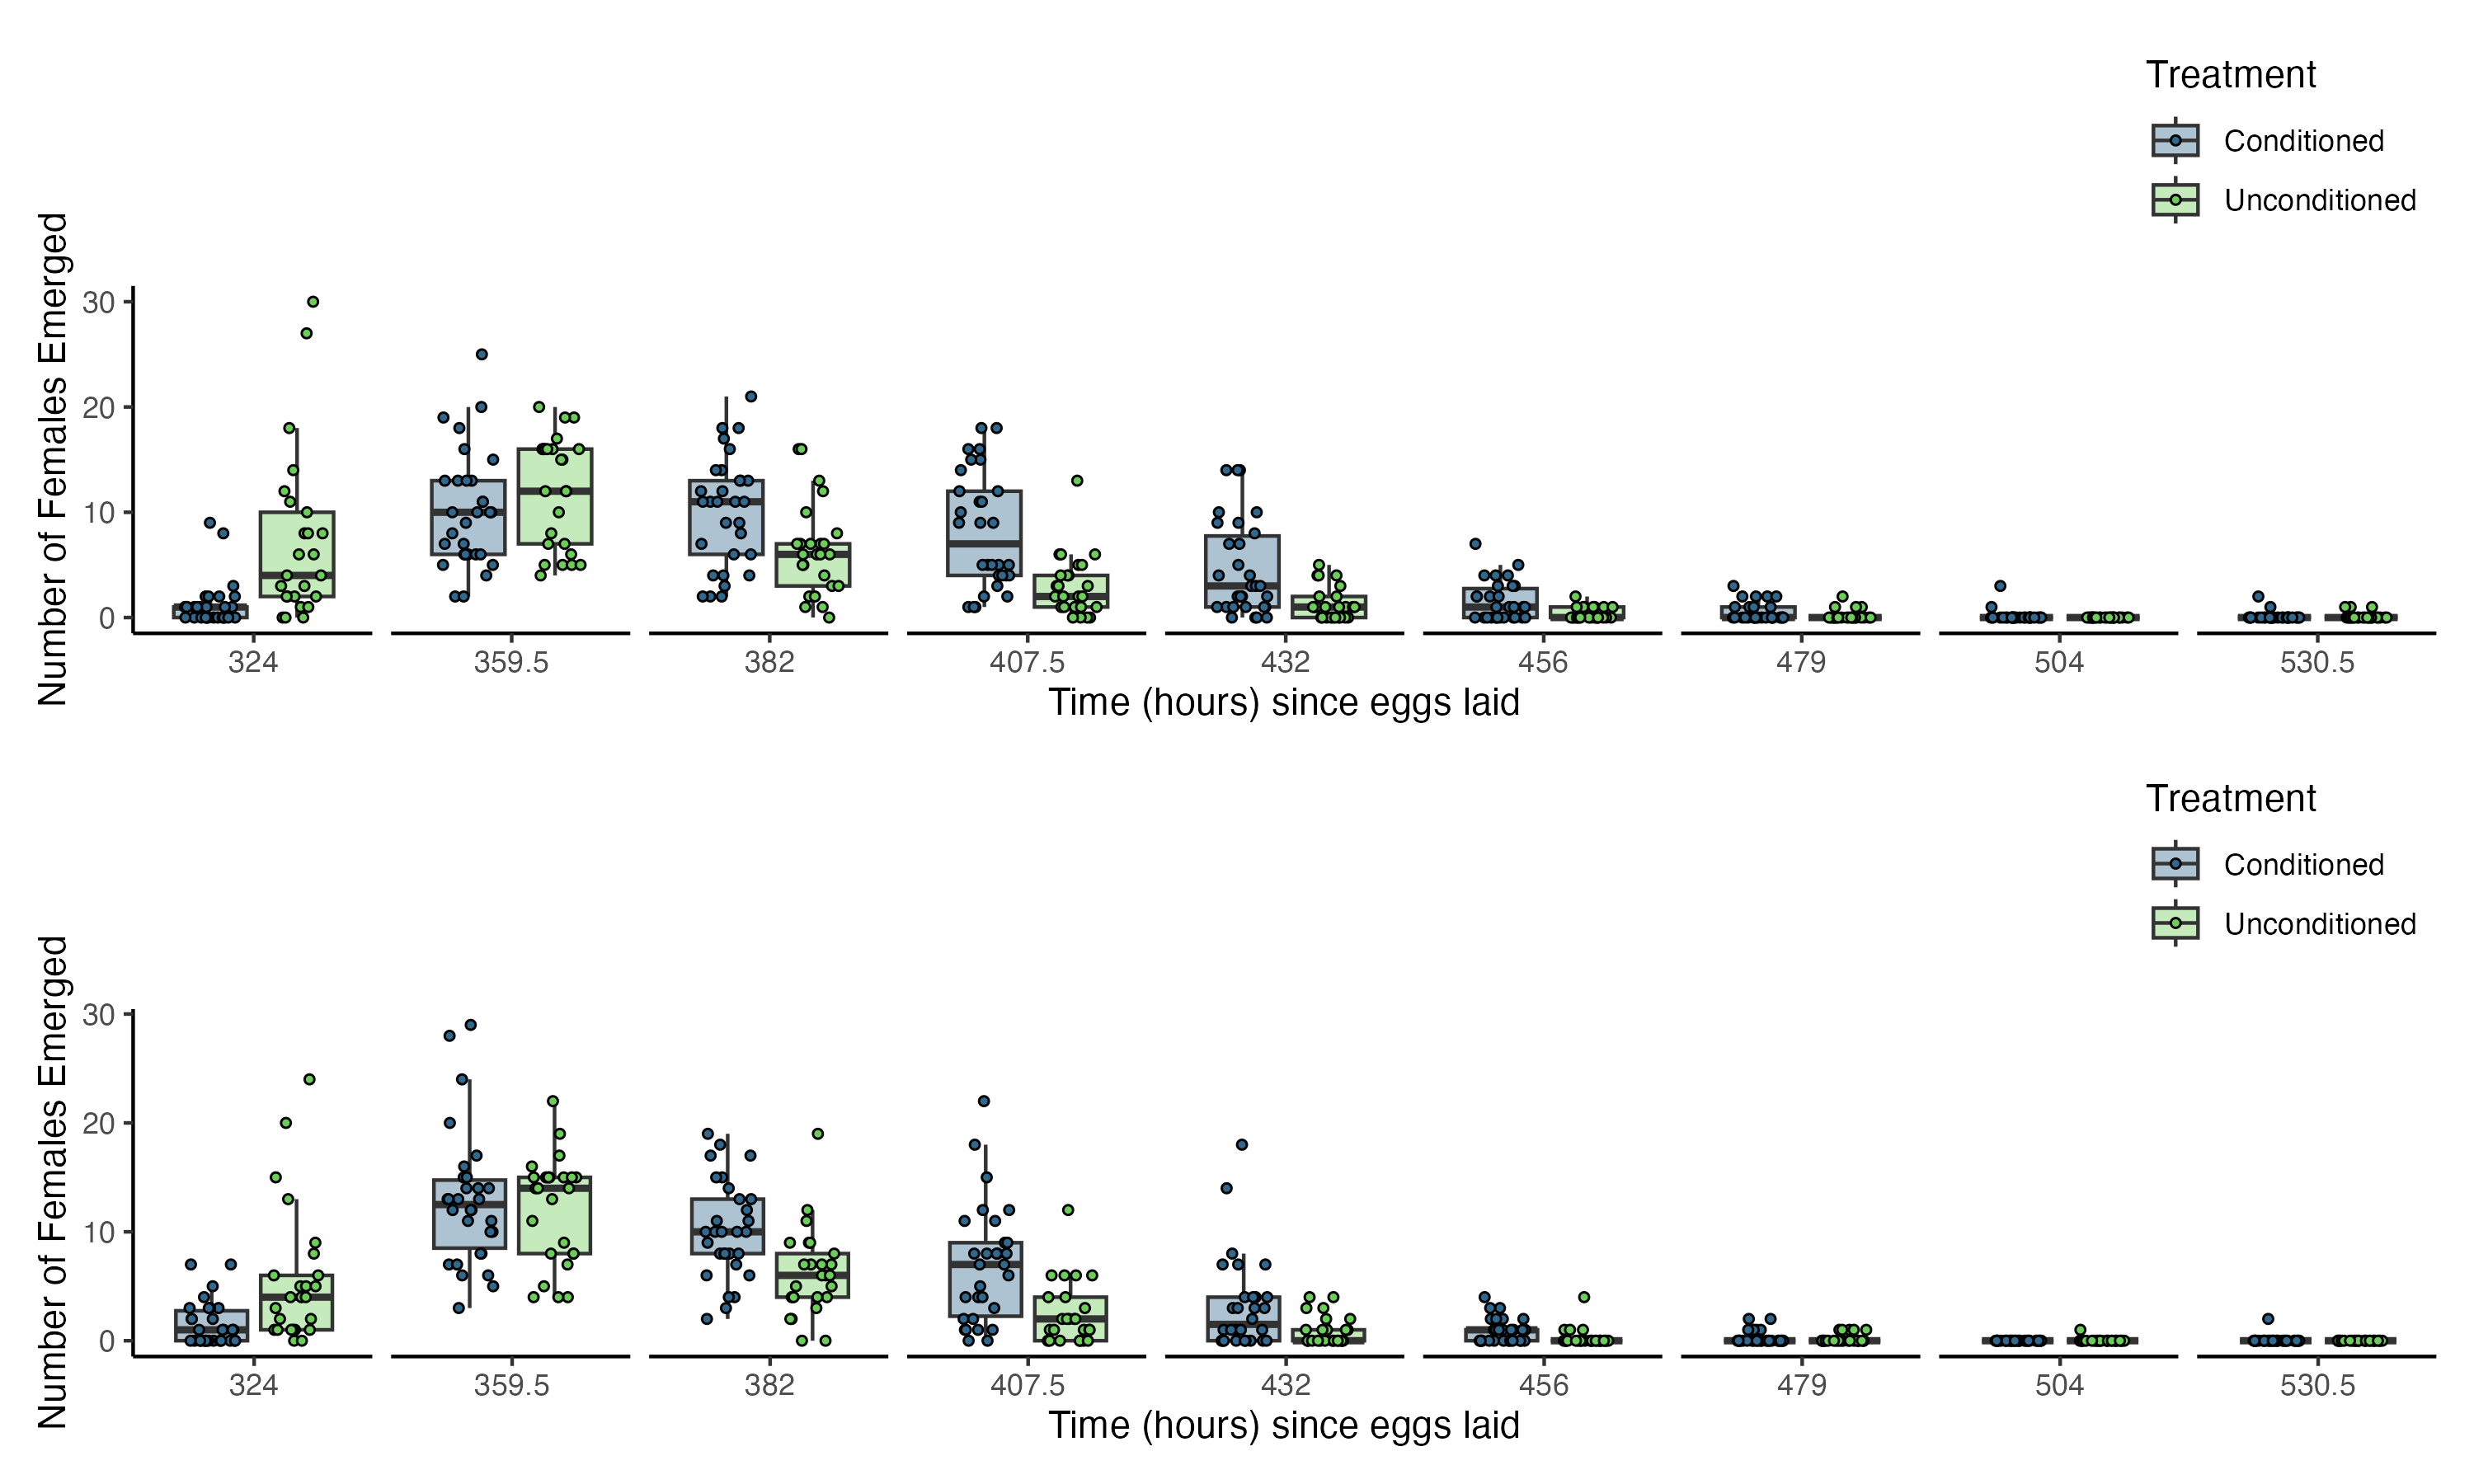 Treatment
Conditioned
Unconditioned
Number of Females Emerged
30
20
10
0
324 359.5 382 407.5 432 456 479 504 530.5
Time (hours) since eggs laid
Treatment
Conditioned
Unconditioned
Number of Females Emerged
30
20
10
0
324 359.5 382 407.5 432 456 479 504 530.5
Time (hours) since eggs laid